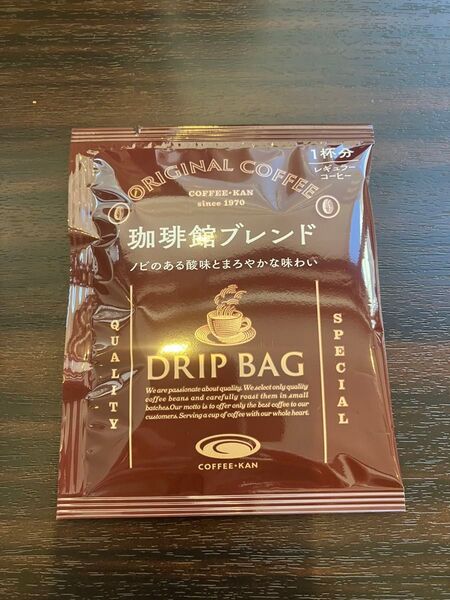 ORIGINAL COFFEE
1杯分
レギュラー
コーヒー
COFFEE・KAN
since 1970
珈琲館ブレンド
ノビのある酸味とまろやかな味わい
QUALITY
SPECIAL
DRIP BAG
We are passionate about quality. We select only quality
coffee beans and carefully roast them in small
batches. Our motto is to offer only the best coffee to our
customers. Serving a cup of coffee with our whole heart.
COFFEE・KAN